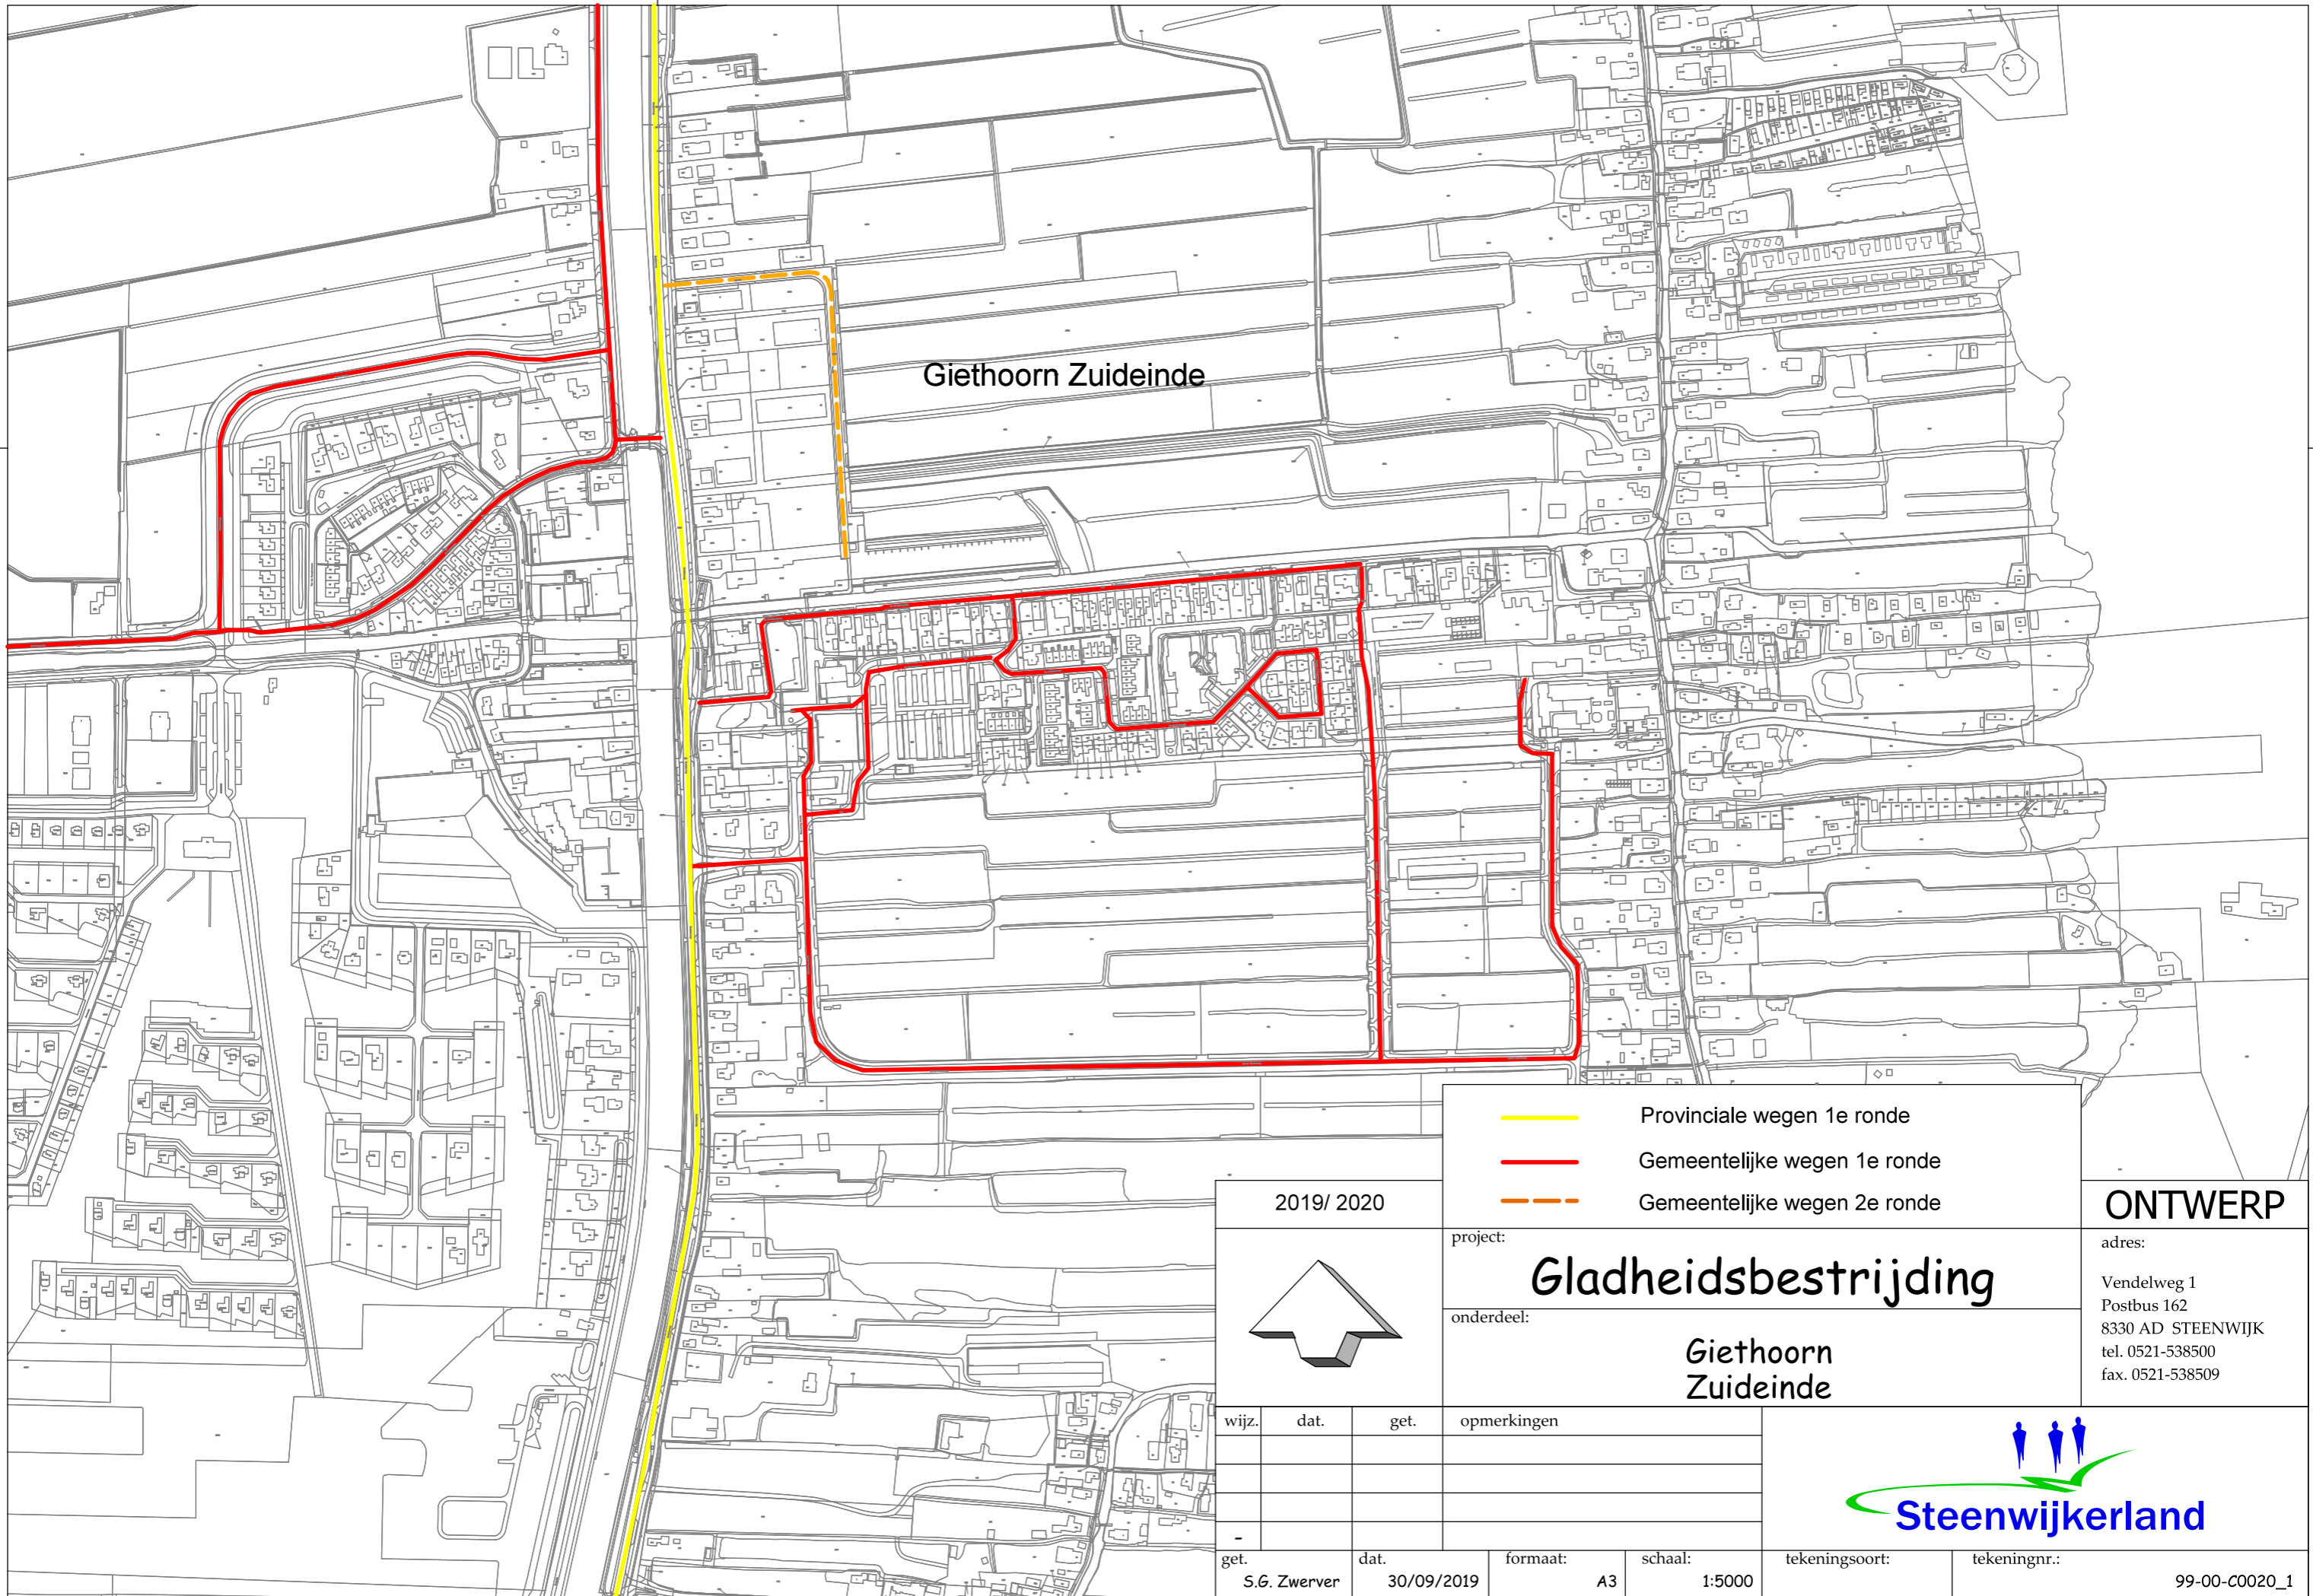 Giethoorn Zuideinde
Provinciale wegen 1e ronde
Gemeentelijke wegen 1e ronde
Gemeentelijke wegen 2e ronde
2019/ 2020
ONTWERP
project:
Gladheidsbestrijding
adres:
Vendelweg 1
Postbus 162
8330 AD STEENWIJK
tel. 0521-538500
fax. 0521-538509
onderdeel:
Giethoorn
Zuideinde
wijz. dat. get. opmerkingen
-
Steenwijkerland
get. dat. formaat: schaal: tekeningsoort: tekeningnr.:
S.G. Zwerver 30/09/2019 A3 1:5000 99-00-C0020_1